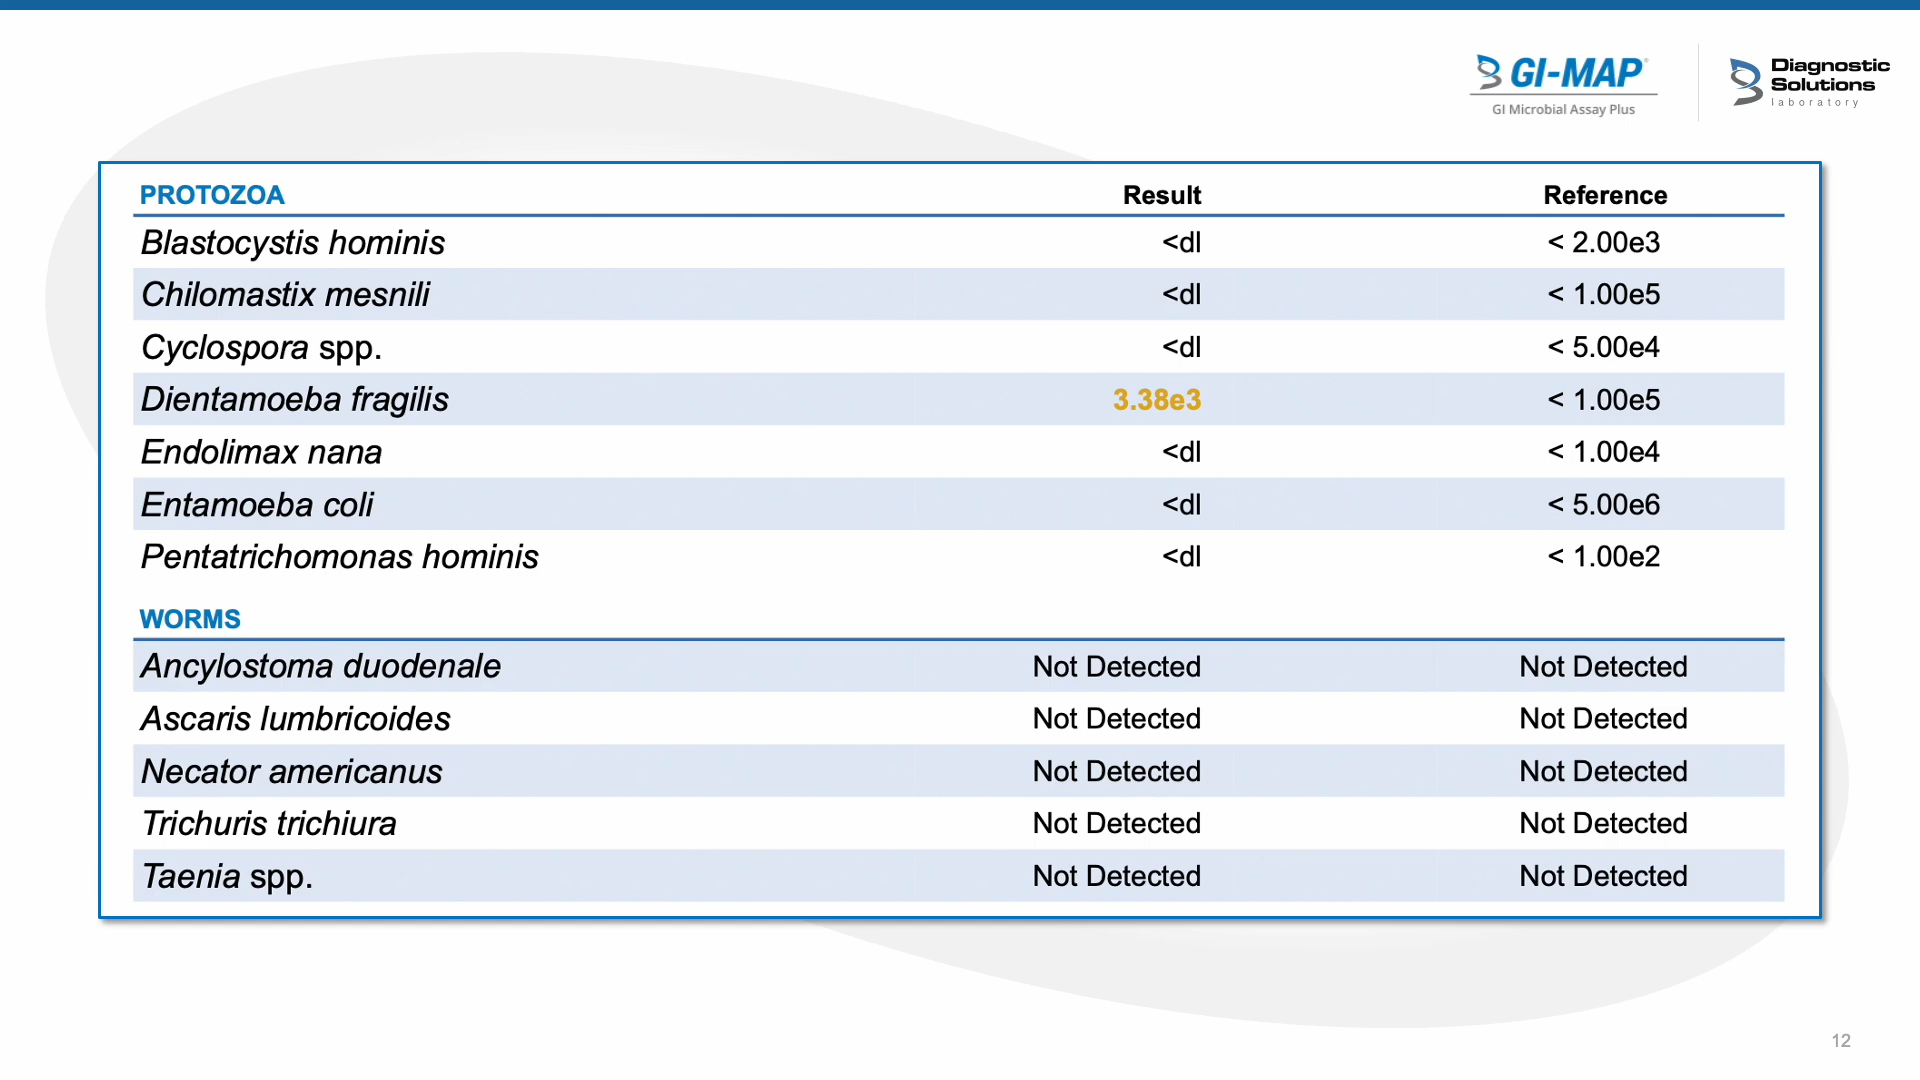 GI-MAP®
GI Microbial Assay Plus
Diagnostic
Solutions
laboratory
PROTOZOA Result Reference
Blastocystis hominis <dl < 2.00e3
Chilomastix mesnili <dl < 1.00e5
Cyclospora spp. <dl < 5.00e4
Dientamoeba fragilis 3.38e3 < 1.00e5
Endolimax nana <dl < 1.00e4
Entamoeba coli <dl < 5.00e6
Pentatrichomonas hominis <dl < 1.00e2
WORMS
Ancylostoma duodenale Not Detected Not Detected
Ascaris lumbricoides Not Detected Not Detected
Necator americanus Not Detected Not Detected
Trichuris trichiura Not Detected Not Detected
Taenia spp. Not Detected Not Detected
12